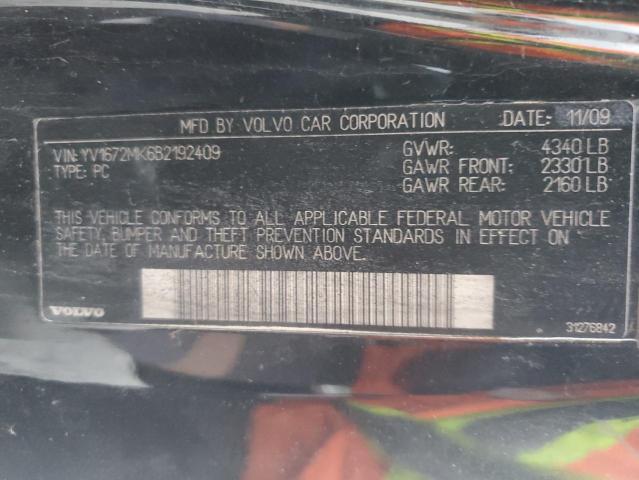 MFD BY VOLVO CAR CORPORATION DATE: 11/09
VIN: YV1672MK6B2192409 GVWR: 4340 LB
TYPE: PC GAWR FRONT: 2330 LB
GAWR REAR: 2160 LB
THIS VEHICLE CONFORMS TO ALL APPLICABLE FEDERAL MOTOR VEHICLE
SAFETY, BUMPER AND THEFT PREVENTION STANDARDS IN EFFECT ON
THE DATE OF MANUFACTURE SHOWN ABOVE.
VOLVO 31276842